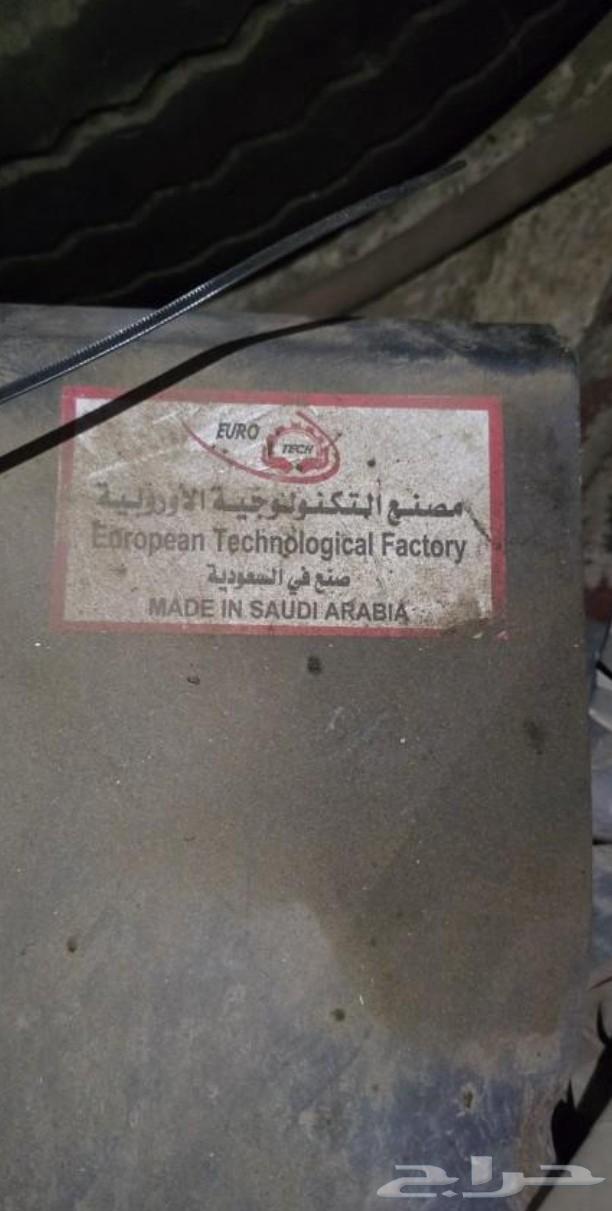 EURO TECH
مصنع التكنولوجية الأوروبية
European Technological Factory
صنع في السعودية
MADE IN SAUDI ARABIA
حراج